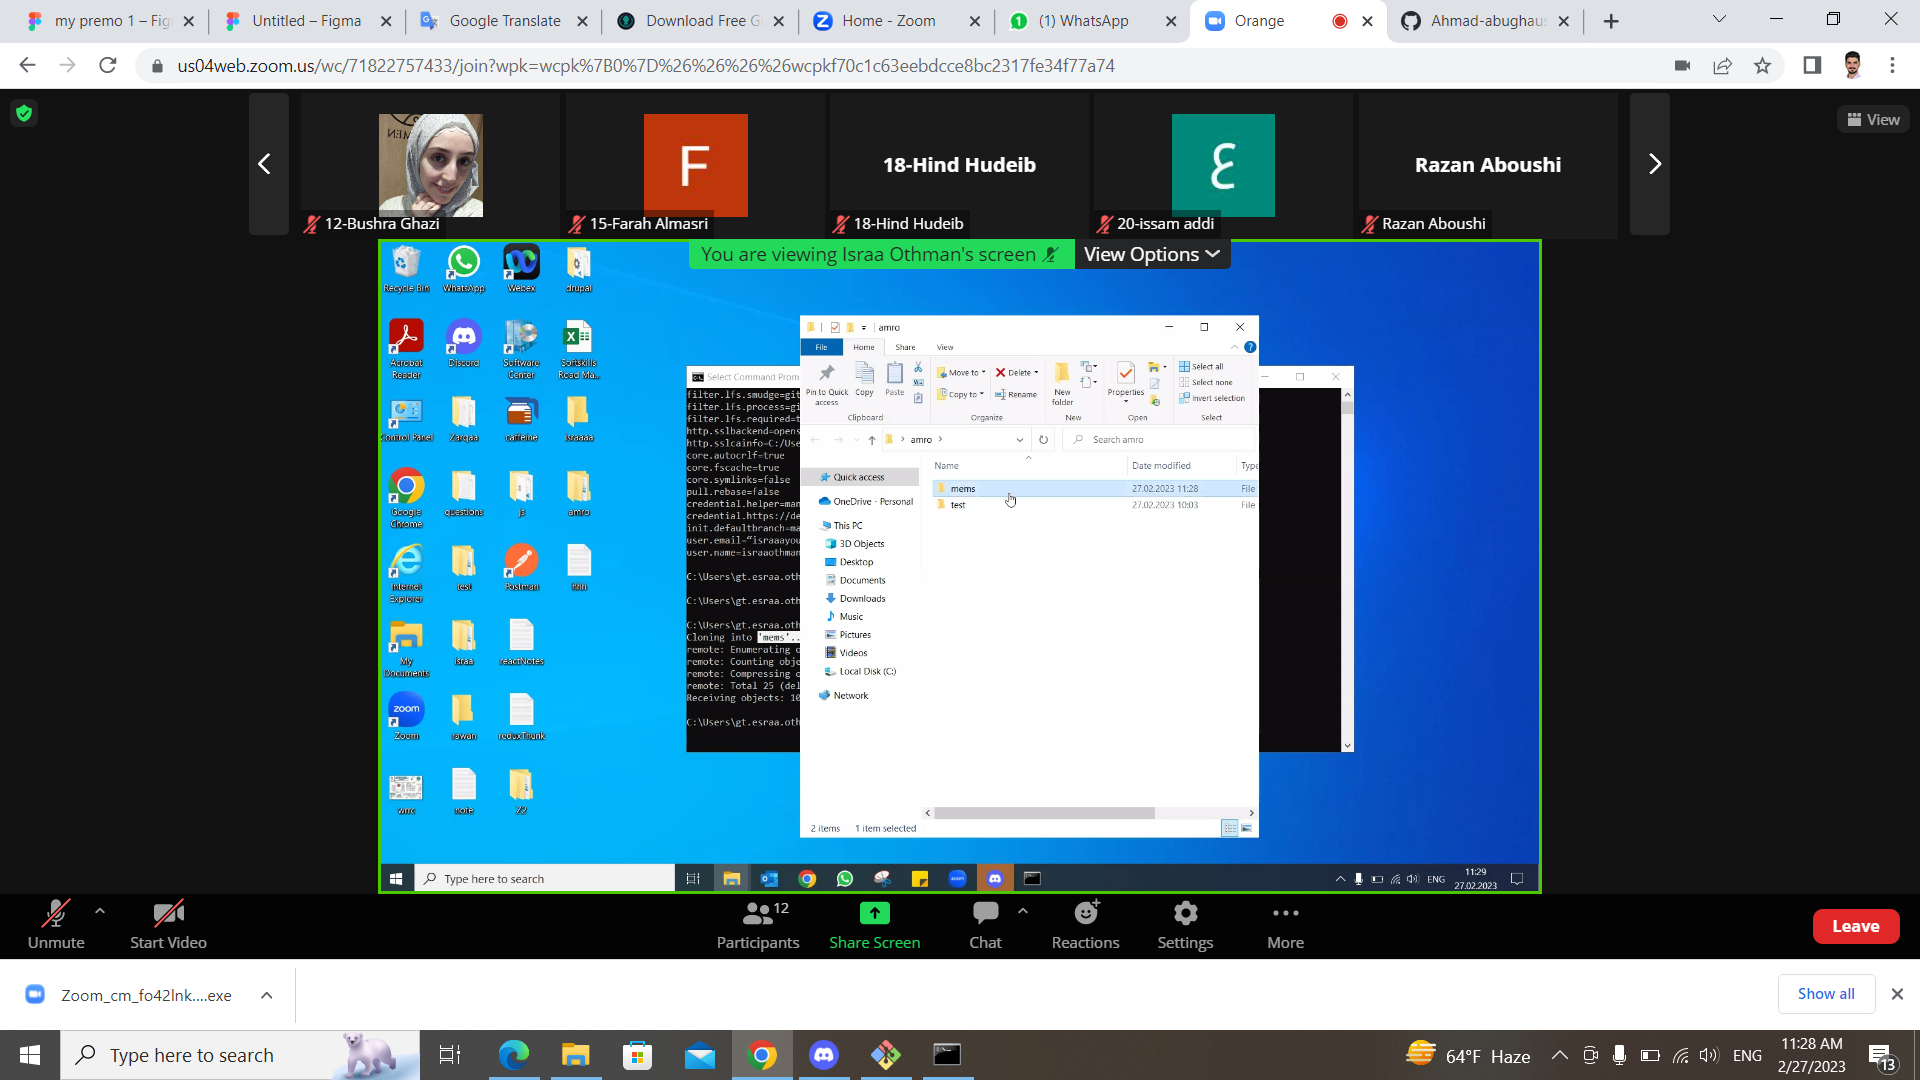 my premo 1 – Fig
Untitled – Figma
Google Translate
Download Free G
Home - Zoom
(1) WhatsApp
Orange
Ahmad-abughaus
us04web.zoom.us/wc/71822757433/join?wpk=wcpk%7B0%7D%26%26%26%26wcpkf70c1c63eebdcce8bc2317fe34f77a74
View
F
18-Hind Hudeib
ع
Razan Aboushi
12-Bushra Ghazi
15-Farah Almasri
18-Hind Hudeib
20-issam addi
Razan Aboushi
You are viewing Israa Othman's screen
View Options
Recycle Bin
WhatsApp
Webex
drupal
Acrobat Reader
Discord
Software Center
Softskills Road Ma...
Control Panel
Zarqaa
caffeine
israaaa
Google Chrome
questions
js
amro
Internet Explorer
test
Postman
fifth
My Documents
israa
reactNotes
zoom
Zoom
rawan
reduxThunk
note
22
amro
File
Home
Share
View
Pin to Quick access
Copy
Paste
Move to
Copy to
Delete
Rename
New folder
Properties
Select all
Select none
Invert selection
Clipboard
Organize
New
Open
Select
amro
Search amro
Name
Date modified
Type
mems
27.02.2023 11:28
File
test
27.02.2023 10:03
File
Quick access
OneDrive - Personal
This PC
3D Objects
Desktop
Documents
Downloads
Music
Pictures
Videos
Local Disk (C:)
Network
2 items
1 item selected
Select Command Prom
filter.lfs.smudge=git
filter.lfs.process=gi
filter.lfs.required=t
http.sslbackend=opens
http.sslcainfo=C:/Use
core.autocrlf=true
core.fscache=true
core.symlinks=false
pull.rebase=false
credential.helper=man
credential.https://de
init.defaultbranch=ma
user.email="israaayou
user.name=israaothman
C:\Users\gt.esraa.oth
C:\Users\gt.esraa.oth
C:\Users\gt.esraa.oth
Cloning into 'mems'..
remote: Enumerating o
remote: Counting obje
remote: Compressing o
remote: Total 25 (del
Receiving objects: 10
C:\Users\gt.esraa.oth
Type here to search
ENG
11:29
27.02.2023
Unmute
Start Video
12
Participants
Share Screen
Chat
Reactions
Settings
More
Leave
Zoom_cm_fo42lnk....exe
Show all
Type here to search
64°F Haze
ENG
11:28 AM
2/27/2023
13